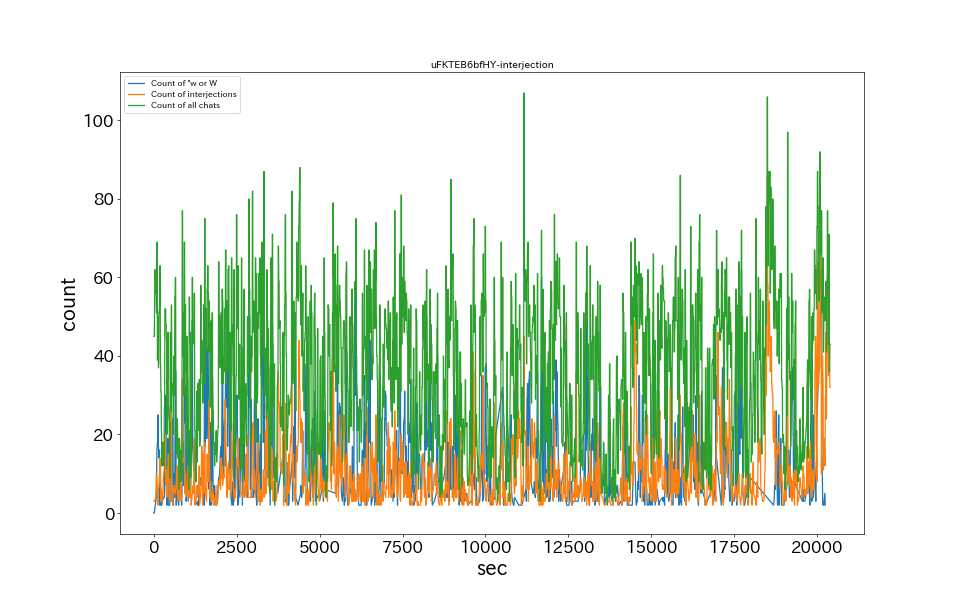 uFKTEB6bfHY-interjection
Count of "w or W
Count of interjections
Count of all chats
count
100
80
60
40
20
0
0 2500 5000 7500 10000 12500 15000 17500 20000
sec